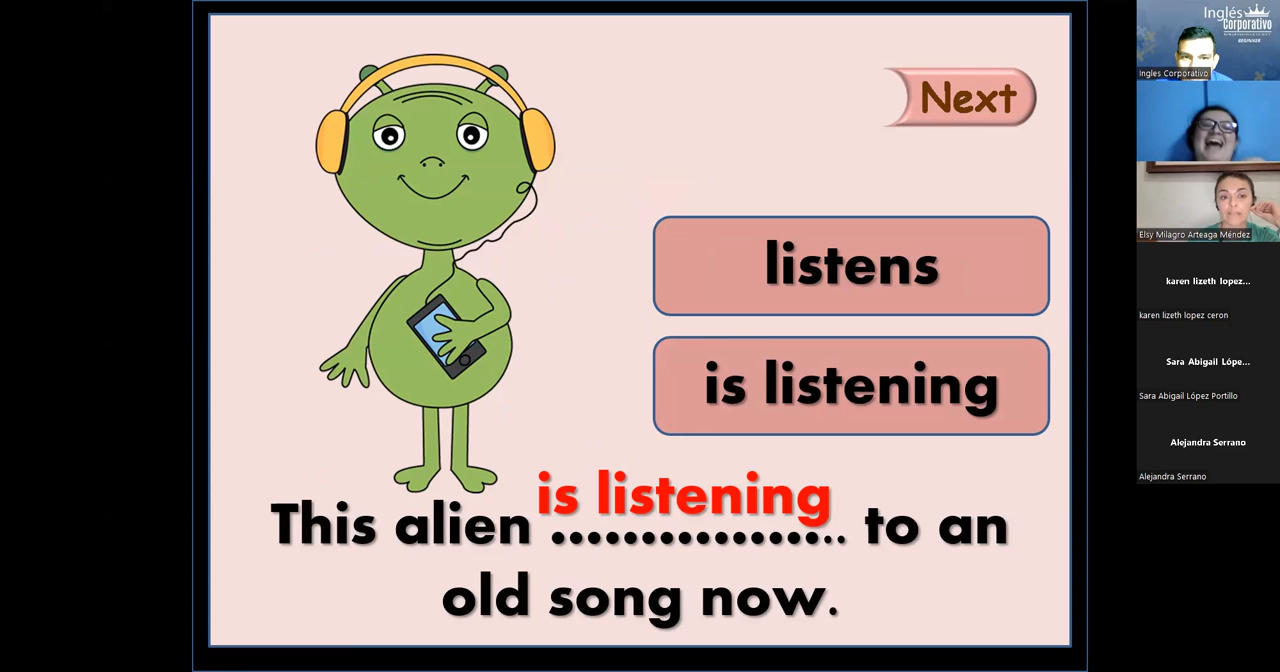 Next
listens
is listening
is listening
This alien .................. to an
old song now.
Inglés
Corporativo
BEGINNER
Ingles Corporativo
Elsy Milagro Arteaga Méndez
karen lizeth lopez...
karen lizeth lopez ceron
Sara Abigail Lópe...
Sara Abigail López Portillo
Alejandra Serrano
Alejandra Serrano